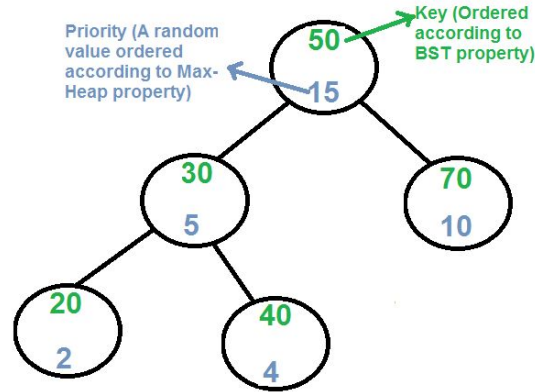 Priority (A random
value ordered
according to Max-
Heap property)
Key (Ordered
according to
BST property)
50
15
30
5
70
10
20
2
40
4